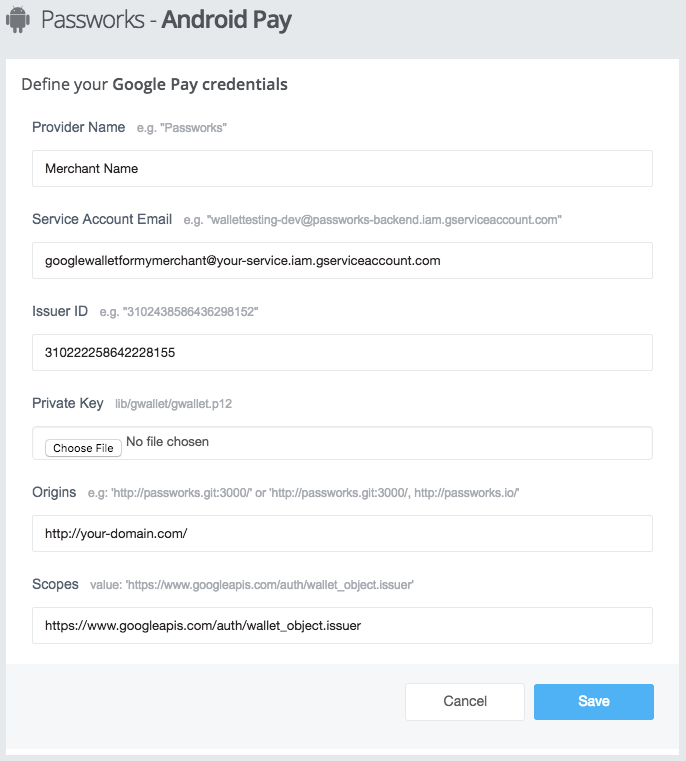 Passworks - Android Pay
Define your Google Pay credentials
Provider Name e.g. "Passworks"
Merchant Name
Service Account Email e.g. "wallettesting-dev@passworks-backend.iam.gserviceaccount.com"
googlewalletformymerchant@your-service.iam.gserviceaccount.com
Issuer ID e.g. "3102438586436298152"
310222258642228155
Private Key lib/gwallet/gwallet.p12
Choose File No file chosen
Origins e.g: 'http://passworks.git:3000/' or 'http://passworks.git:3000/, http://passworks.io/'
http://your-domain.com/
Scopes value: 'https://www.googleapis.com/auth/wallet_object.issuer'
https://www.googleapis.com/auth/wallet_object.issuer
Cancel Save